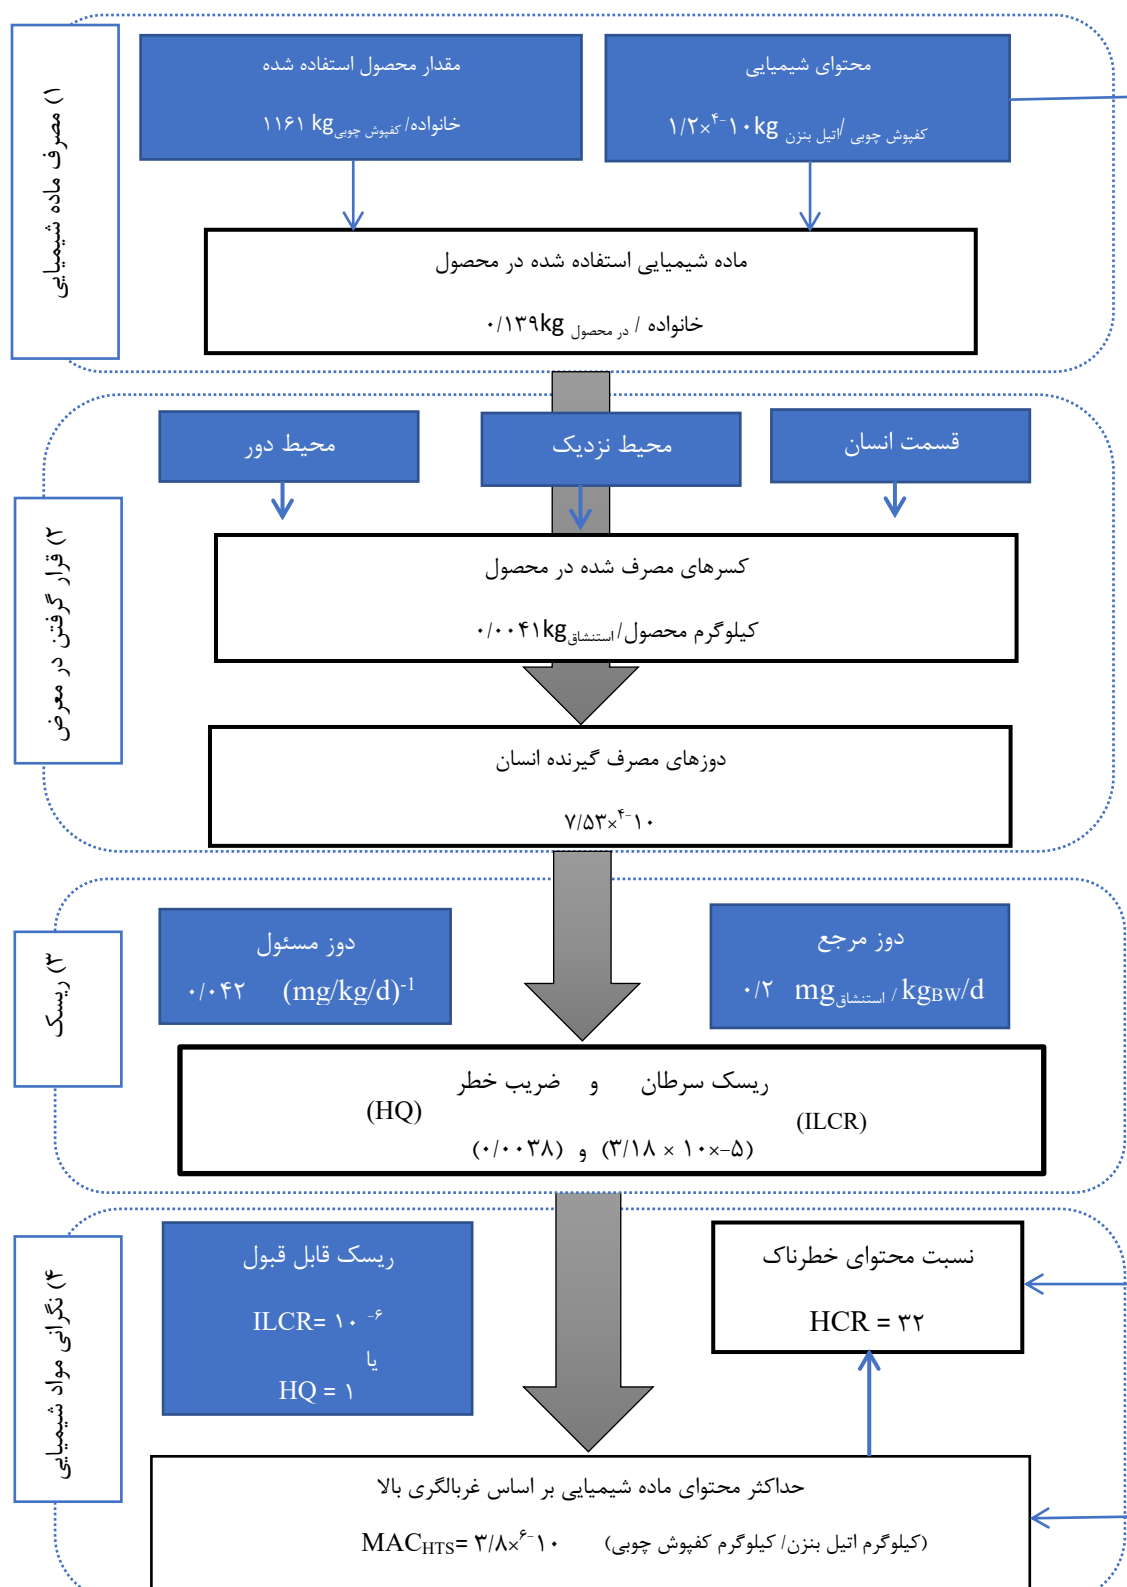 ۱) مصرف ماده شیمیایی
محتوای شیمیایی
۱/۲×۱۰-۴ kg اتیل بنزن/ کفپوش چوبی
مقدار محصول استفاده شده
۱۱۶۱ kg کفپوش چوبی/ خانواده
ماده شیمیایی استفاده شده در محصول
۰/۱۳۹kg در محصول / خانواده
۲) قرار گرفتن در معرض
قسمت انسان
محیط نزدیک
محیط دور
کسرهای مصرف شده در محصول
۰/۰۰۴۱kg استنشاق/ کیلوگرم محصول
دوزهای مصرف گیرنده انسان
۷/۵۳×۱۰-۴
۳) ریسک
دوز مرجع
۰/۲ mg استنشاق / kgBW/d
دوز مسئول
۰/۰۴۲ (mg/kg/d)-1
ریسک سرطان و ضریب خطر
(ILCR) (HQ)
(۳/۱۸ × ۱۰×-۵) و (۰/۰۰۳۸)
۴) نگرانی مواد شیمیایی
نسبت محتوای خطرناک
HCR = ۳۲
ریسک قابل قبول
ILCR= ۱۰ -۶
یا
HQ = ۱
حداکثر محتوای ماده شیمیایی بر اساس غربالگری بالا
MACHTS= ۳/۸×۱۰-۶ (کیلوگرم اتیل بنزن/ کیلوگرم کفپوش چوبی)